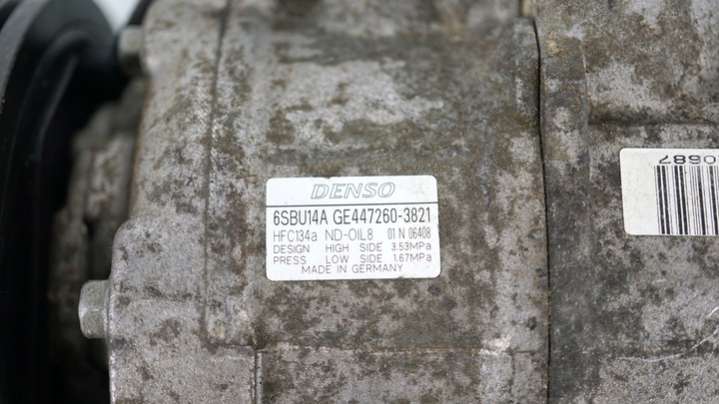 DENSO
6SBU14A GE447260-3821
HFC134a ND-OIL8 01 N 06408
DESIGN HIGH SIDE 3.53MPa
PRESS LOW SIDE 1.67MPa
MADE IN GERMANY
0687